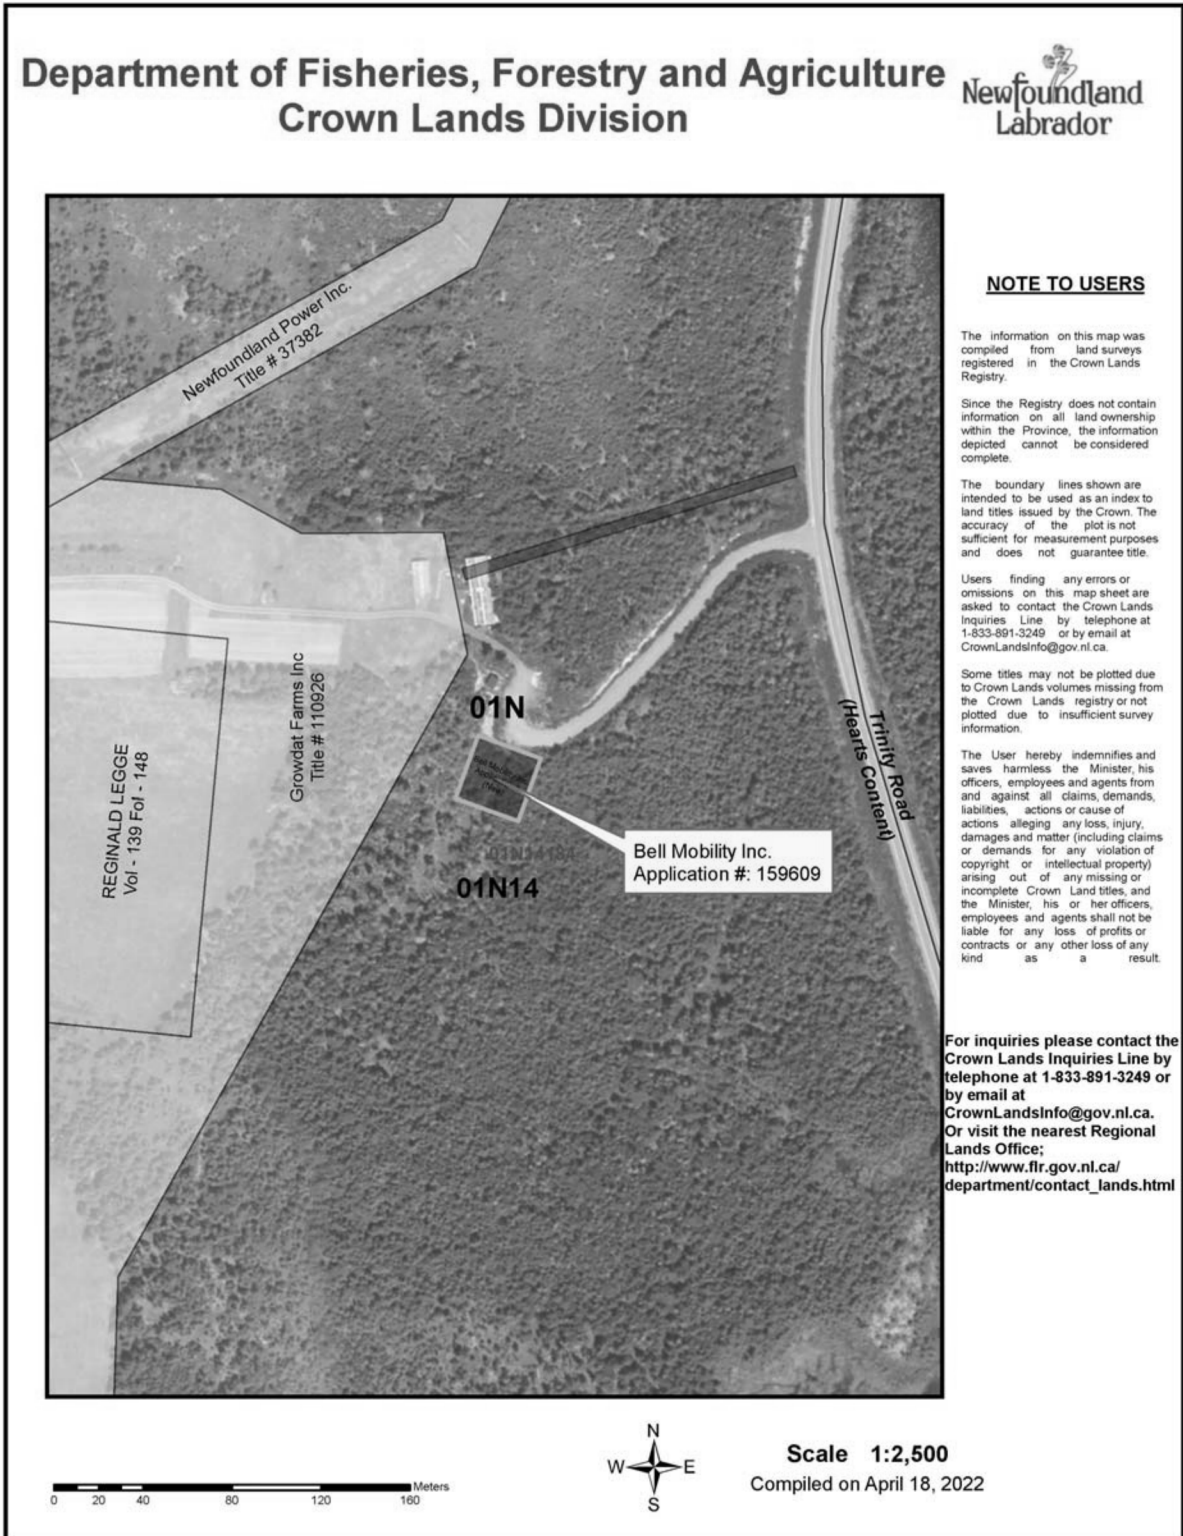 Department of Fisheries, Forestry and Agriculture
Crown Lands Division
Newfoundland
Labrador
Newfoundland Power Inc.
Title # 37382
NOTE TO USERS
The information on this map was
compiled from land surveys
registered in the Crown Lands
Registry.
Since the Registry does not contain
information on all land ownership
within the Province, the information
depicted cannot be considered
complete.
The boundary lines shown are
intended to be used as an index to
land titles issued by the Crown. The
accuracy of the plot is not
sufficient for measurement purposes
and does not guarantee title.
Users finding any errors or
omissions on this map sheet are
asked to contact the Crown Lands
Inquiries Line by telephone at
1-833-891-3249 or by email at
CrownLandsInfo@gov.nl.ca.
Some titles may not be plotted due
to Crown Lands volumes missing from
the Crown Lands registry or not
plotted due to insufficient survey
information.
The User hereby indemnifies and
saves harmless the Minister, his
officers, employees and agents from
and against all claims, demands,
liabilities, actions or cause of
actions alleging any loss, injury,
damages and matter (including claims
or demands for any violation of
copyright or intellectual property)
arising out of any missing or
incomplete Crown Land titles, and
the Minister, his or her officers,
employees and agents shall not be
liable for any loss of profits or
contracts or any other loss of any
kind as a result.
Growdat Farms Inc
Title # 110926
REGINALD LEGGE
Vol - 139 Fol - 148
01N
Trinity Road
(Hearts Content)
Bell Mobility Inc.
Application #: 159609
01N14
For inquiries please contact the
Crown Lands Inquiries Line by
telephone at 1-833-891-3249 or
by email at
CrownLandsInfo@gov.nl.ca.
Or visit the nearest Regional
Lands Office;
http://www.flr.gov.nl.ca/
department/contact_lands.html
N
W E
S
Scale 1:2,500
Compiled on April 18, 2022
Meters
0 20 40 80 120 160